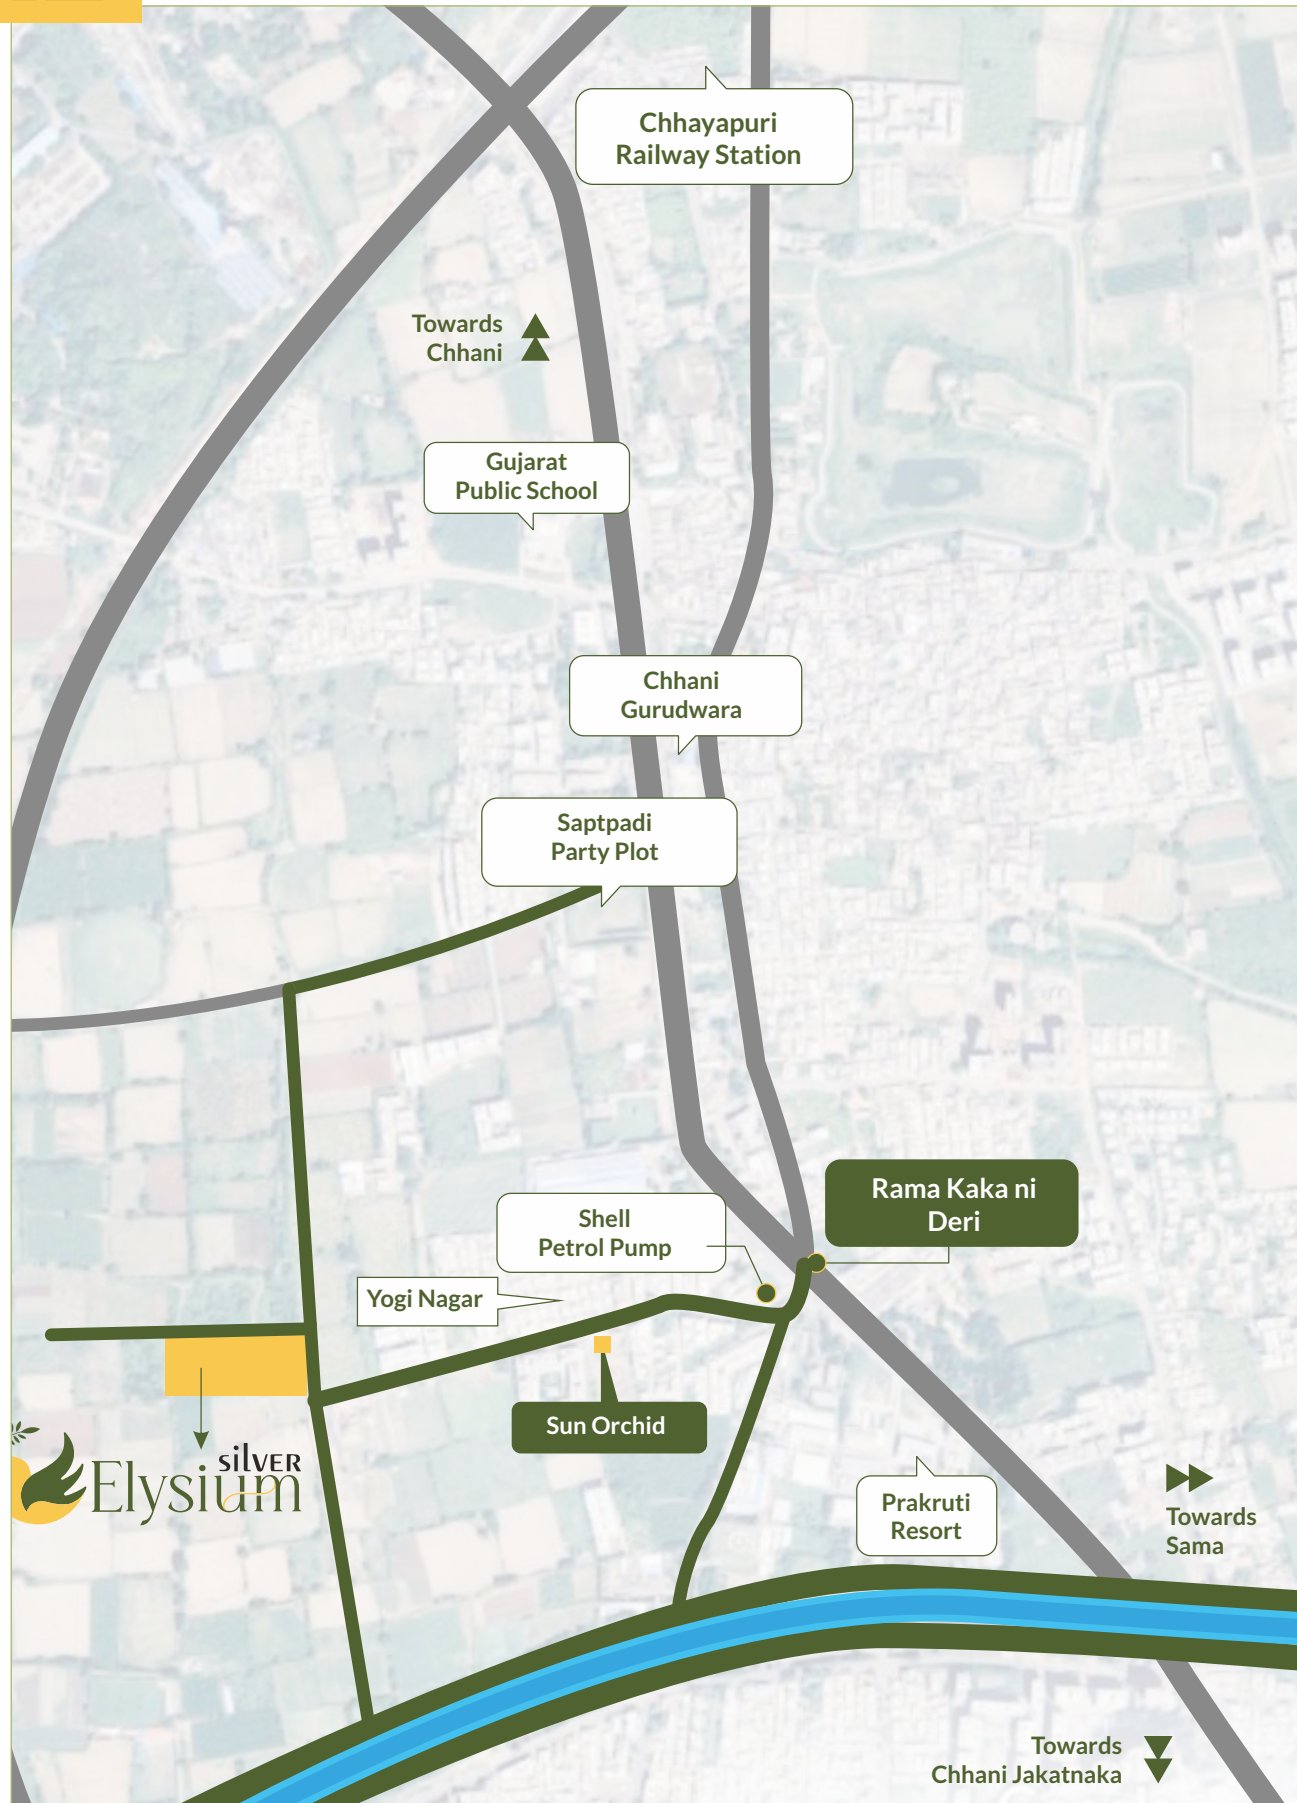 Chhayapuri
Railway Station
Towards
Chhani
Gujarat
Public School
Chhani
Gurudwara
Saptpadi
Party Plot
Rama Kaka ni
Deri
Shell
Petrol Pump
Yogi Nagar
Sun Orchid
silver
Elysium
Prakruti
Resort
Towards
Sama
Towards
Chhani Jakatnaka